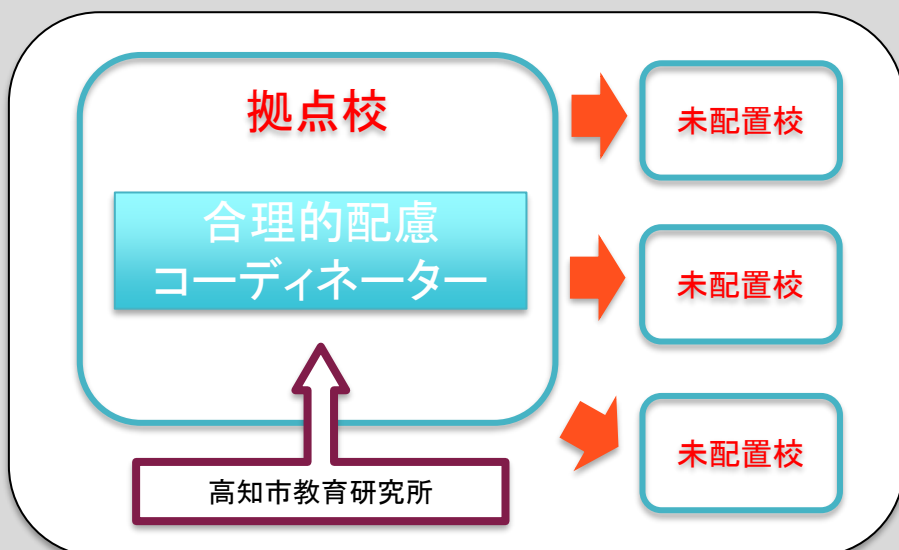 拠点校
合理的配慮
コーディネーター
高知市教育研究所
未配置校
未配置校
未配置校